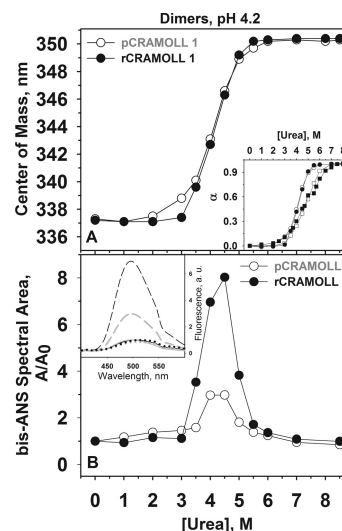 Dimers, pH 4.2
350
348
346
344
342
340
338
336
Center of Mass, nm
pCRAMOLL 1
rCRAMOLL 1
[Urea], M
0 1 2 3 4 5 6 7 8
0.9
0.6
0.3
0.0
α
A
8
6
4
2
0
bis-ANS Spectral Area,
A/A0
pCRAMOLL
rCRAMOLL
6
4
2
0
Fluorescence, a. u.
450 500 550
Wavelength, nm
B
0 1 2 3 4 5 6 7 8
[Urea], M